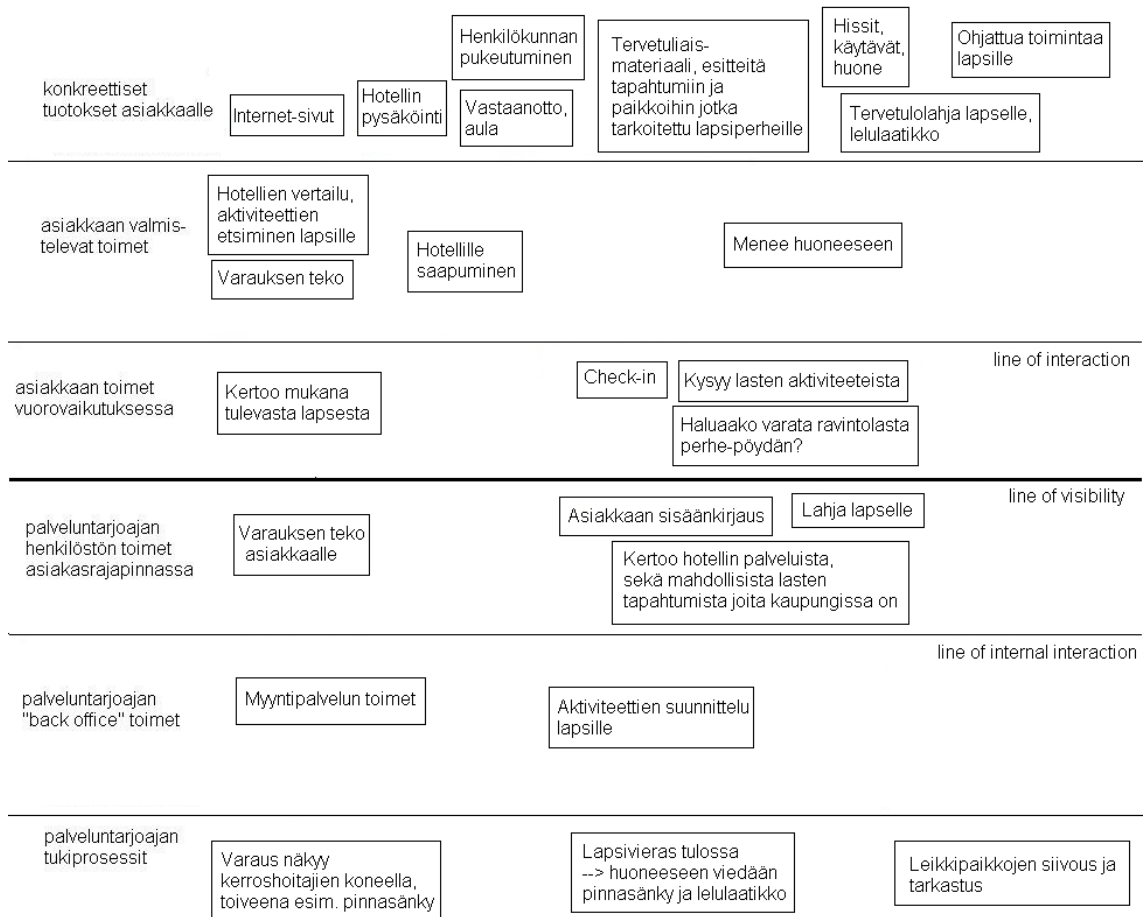 konkreettiset
tuotokset asiakkaalle
Internet-sivut
Hotellin
pysäköinti
Henkilökunnan
pukeutuminen
Vastaanotto,
aula
Tervetuliais-
materiaali, esitteitä
tapahtumiin ja
paikkoihin jotka
tarkoitettu lapsiperheille
Hissit,
käytävät,
huone
Ohjattua toimintaa
lapsille
Tervetulolahja lapselle,
lelulaatikko
asiakkaan valmis-
televat toimet
Hotellien vertailu,
aktiviteettien
etsiminen lapsille
Varauksen teko
Hotellille
saapuminen
Menee huoneeseen
line of interaction
asiakkaan toimet
vuorovaikutuksessa
Kertoo mukana
tulevasta lapsesta
Check-in
Kysyy lasten aktiviteeteista
Haluaako varata ravintolasta
perhe-pöydän?
line of visibility
palveluntarjoajan
henkilöstön toimet
asiakasrajapinnassa
Varauksen teko
asiakkaalle
Asiakkaan sisäänkirjaus
Lahja lapselle
Kertoo hotellin palveluista,
sekä mahdollisista lasten
tapahtumista joita kaupungissa on
line of internal interaction
palveluntarjoajan
"back office" toimet
Myyntipalvelun toimet
Aktiviteettien suunnittelu
lapsille
palveluntarjoajan
tukiprosessit
Varaus näkyy
kerroshoitajien koneella,
toiveena esim. pinnasänky
Lapsivieras tulossa
--> huoneeseen viedään
pinnasänky ja lelulaatikko
Leikkipaikkojen siivous ja
tarkastus